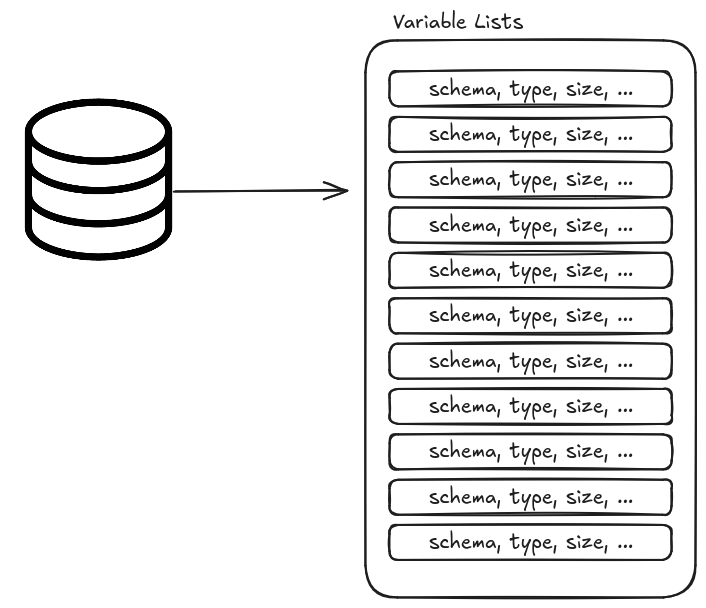 Variable Lists
schema, type, size, ...
schema, type, size, ...
schema, type, size, ...
schema, type, size, ...
schema, type, size, ...
schema, type, size, ...
schema, type, size, ...
schema, type, size, ...
schema, type, size, ...
schema, type, size, ...
schema, type, size, ...